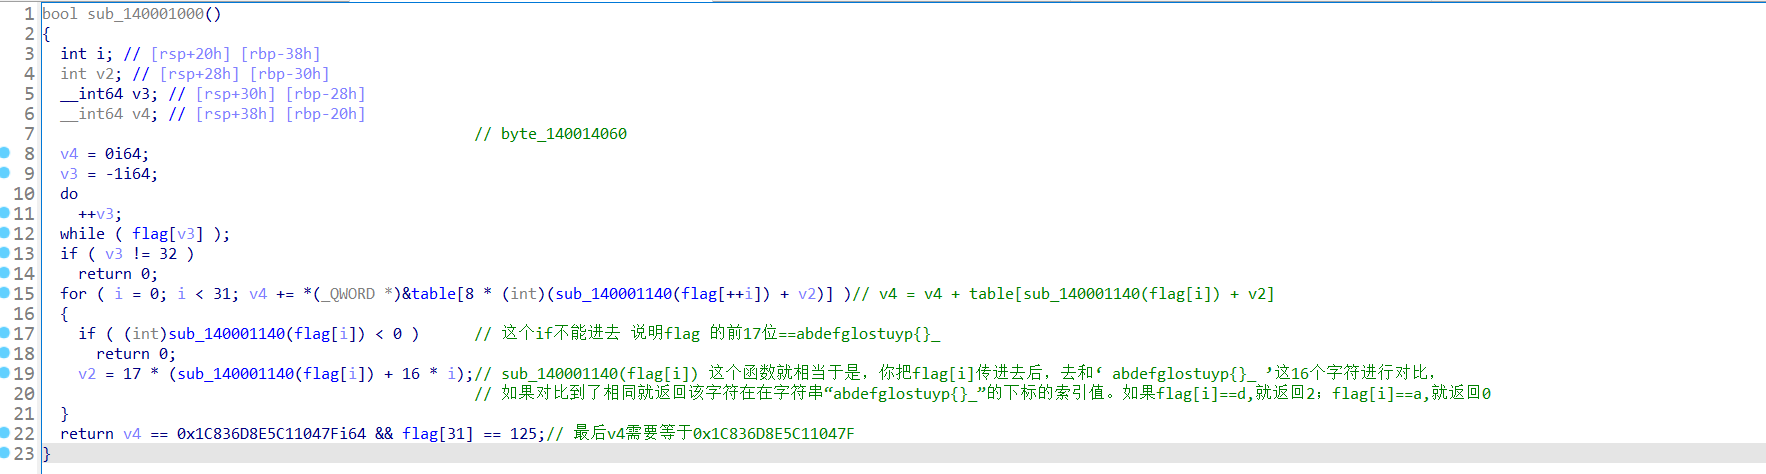 1 bool sub_140001000()
2 {
3 int i; // [rsp+20h] [rbp-38h]
4 int v2; // [rsp+28h] [rbp-30h]
5 __int64 v3; // [rsp+30h] [rbp-28h]
6 __int64 v4; // [rsp+38h] [rbp-20h]
7 // byte_140014060
8 v4 = 0i64;
9 v3 = -1i64;
10 do
11 ++v3;
12 while ( flag[v3] );
13 if ( v3 != 32 )
14 return 0;
15 for ( i = 0; i < 31; v4 += *(_QWORD *)&table[8 * (int)(sub_140001140(flag[++i]) + v2)] )// v4 = v4 + table[sub_140001140(flag[i]) + v2]
16 {
17 if ( (int)sub_140001140(flag[i]) < 0 ) // 这个if不能进去 说明flag 的前17位==abdefglostuyp{}_
18 return 0;
19 v2 = 17 * (sub_140001140(flag[i]) + 16 * i);// sub_140001140(flag[i]) 这个函数就相当于是，你把flag[i]传进去后，去和‘ abdefglostuyp{}_ ’这16个字符进行对比，
20 // 如果对比到了相同就返回该字符在在字符串“abdefglostuyp{}_”的下标的索引值。如果flag[i]==d,就返回2；flag[i]==a,就返回0
21 }
22 return v4 == 0x1C836D8E5C11047Fi64 && flag[31] == 125;// 最后v4需要等于0x1C836D8E5C11047F
23 }